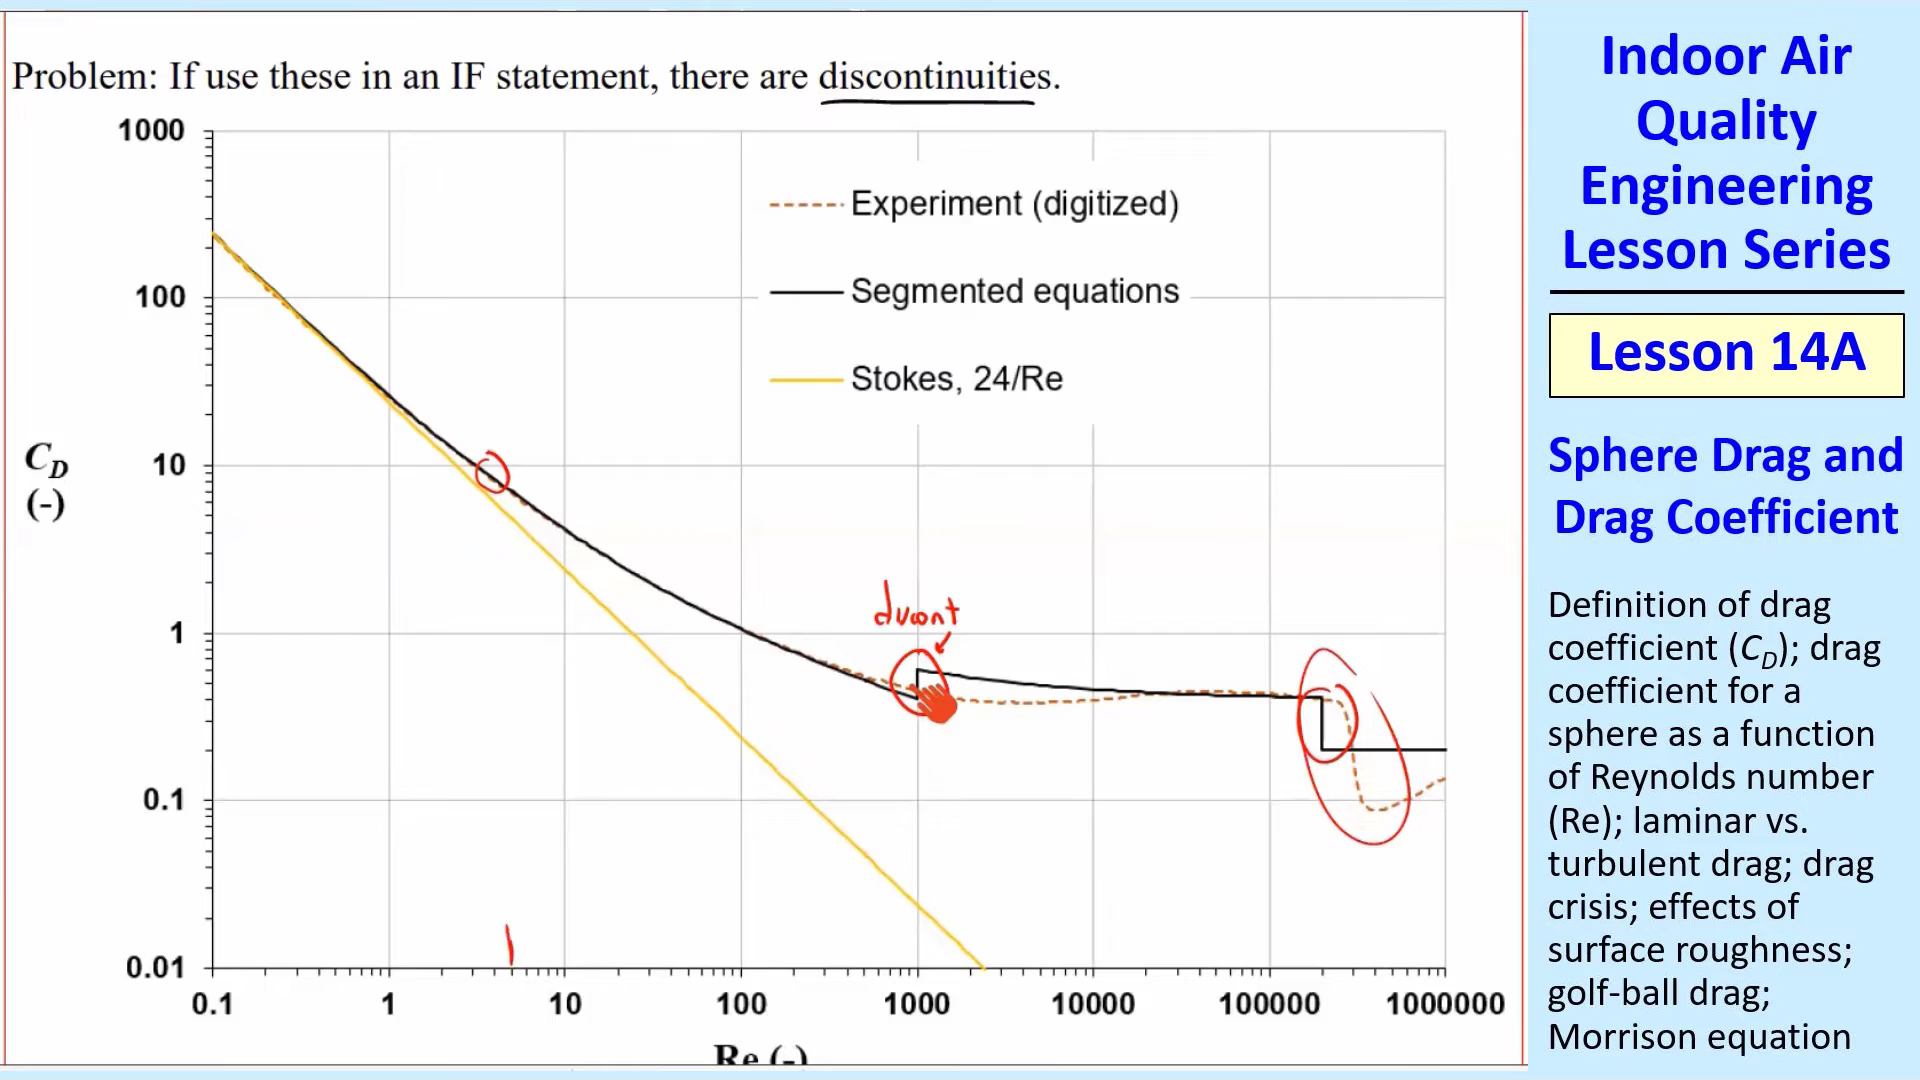 Problem: If use these in an IF statement, there are discontinuities.
1000
100
10
1
0.1
0.01
C_D
(-)
Experiment (digitized)
Segmented equations
Stokes, 24/Re
0.1
1
10
100
1000
10000
100000
1000000
Re (-)
Indoor Air
Quality
Engineering
Lesson Series
Lesson 14A
Sphere Drag and
Drag Coefficient
Definition of drag
coefficient (C_D); drag
coefficient for a
sphere as a function
of Reynolds number
(Re); laminar vs.
turbulent drag; drag
crisis; effects of
surface roughness;
golf-ball drag;
Morrison equation